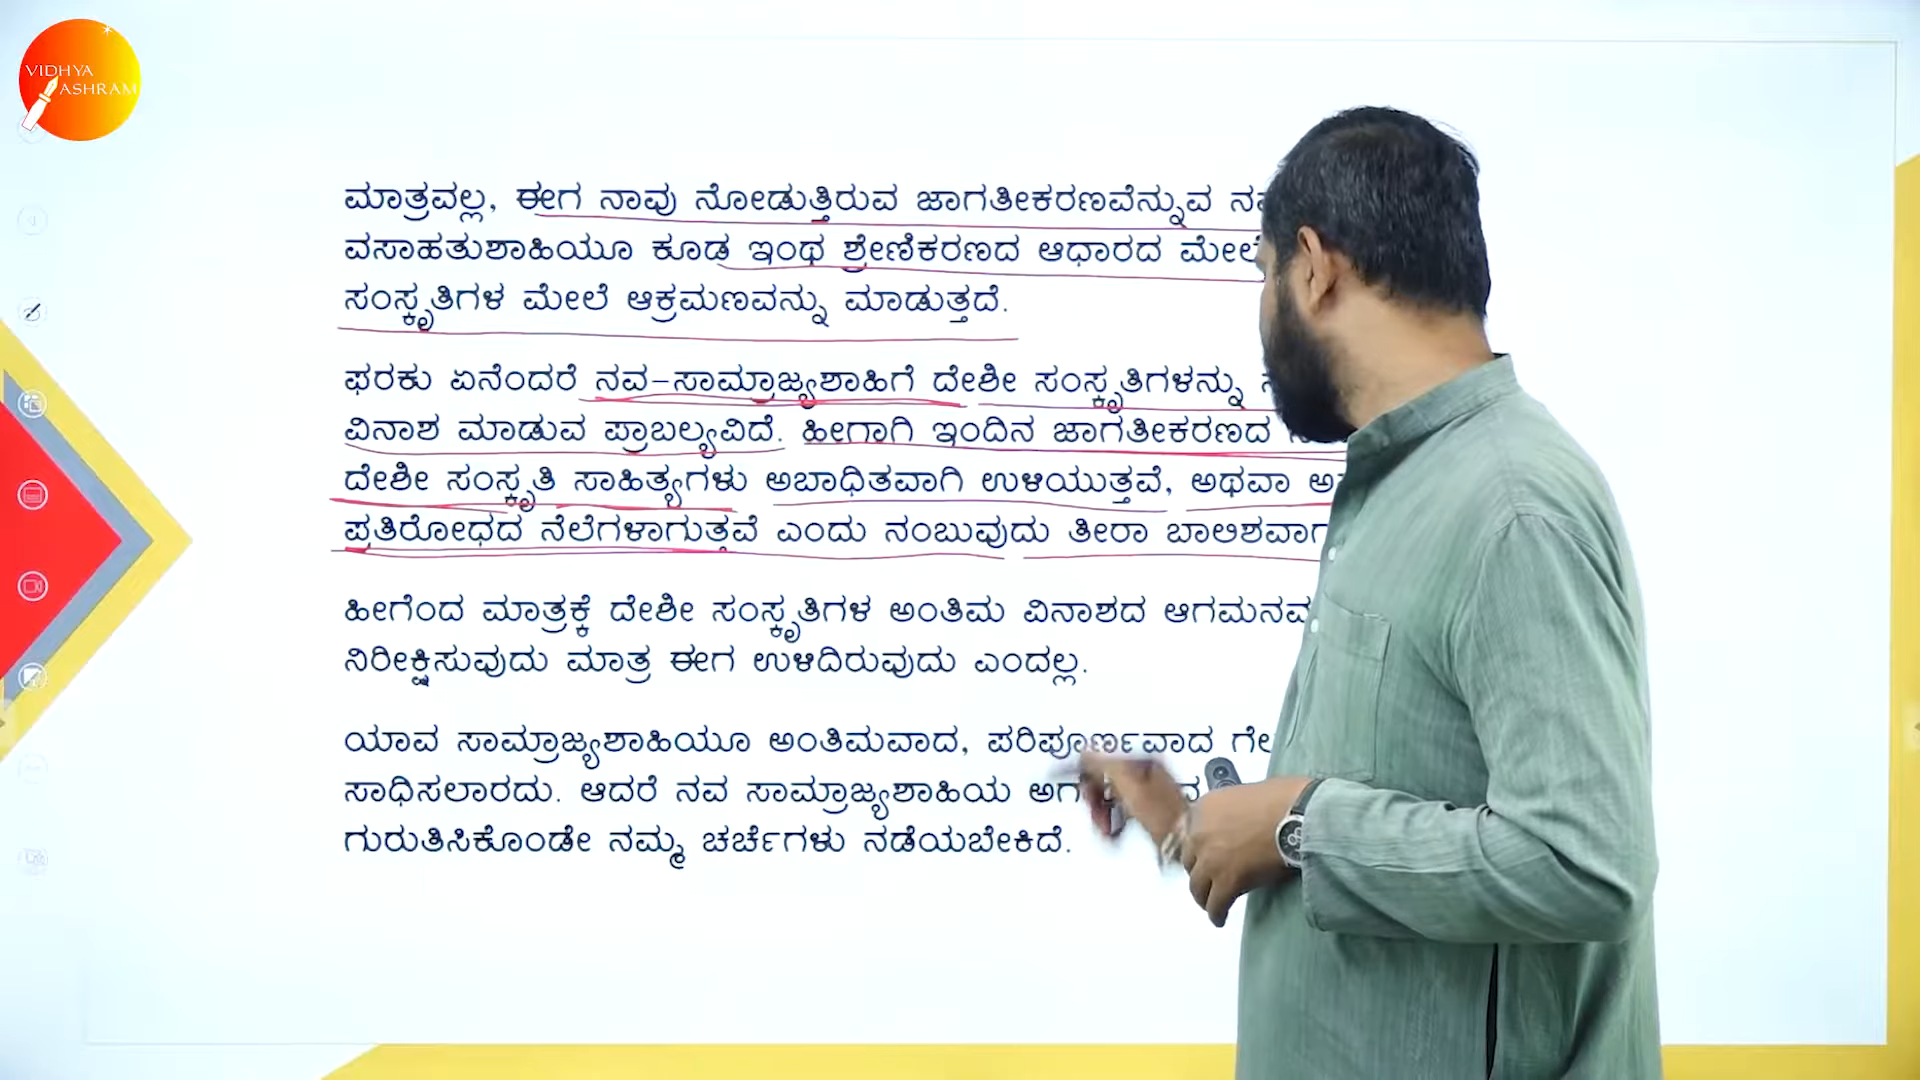 VIDHYA
ASHRAM
ಮಾತ್ರವಲ್ಲ, ಈಗ ನಾವು ನೋಡುತ್ತಿರುವ ಜಾಗತೀಕರಣವೆನ್ನುವ
ವಸಾಹತುಶಾಹಿಯೂ ಕೂಡ ಇಂಥ ಶ್ರೇಣಿಕರಣದ ಆಧಾರದ ಮೇಲೆ
ಸಂಸ್ಕೃತಿಗಳ ಮೇಲೆ ಆಕ್ರಮಣವನ್ನು ಮಾಡುತ್ತದೆ.
ಫರಕು ಏನೆಂದರೆ ನವ-ಸಾಮ್ರಾಜ್ಯಶಾಹಿಗೆ ದೇಶೀ ಸಂಸ್ಕೃತಿಗಳನ್ನು
ವಿನಾಶ ಮಾಡುವ ಪ್ರಾಬಲ್ಯವಿದೆ. ಹೀಗಾಗಿ ಇಂದಿನ ಜಾಗತೀಕರಣದ
ದೇಶೀ ಸಂಸ್ಕೃತಿ ಸಾಹಿತ್ಯಗಳು ಅಬಾಧಿತವಾಗಿ ಉಳಿಯುತ್ತವೆ, ಅಥವಾ
ಪ್ರತಿರೋಧದ ನೆಲೆಗಳಾಗುತ್ತವೆ ಎಂದು ನಂಬುವುದು ತೀರಾ
ಹೀಗೆಂದ ಮಾತ್ರಕ್ಕೆ ದೇಶೀ ಸಂಸ್ಕೃತಿಗಳ ಅಂತಿಮ ವಿನಾಶದ
ನಿರೀಕ್ಷಿಸುವುದು ಮಾತ್ರ ಈಗ ಉಳಿದಿರುವುದು ಎಂದಲ್ಲ.
ಯಾವ ಸಾಮ್ರಾಜ್ಯಶಾಹಿಯೂ ಅಂತಿಮವಾದ, ಪರಿಪೂರ್ಣವಾದ
ಸಾಧಿಸಲಾರದು. ಆದರೆ ನವ ಸಾಮ್ರಾಜ್ಯಶಾಹಿಯ
ಗುರುತಿಸಿಕೊಂಡೇ ನಮ್ಮ ಚರ್ಚೆಗಳು ನಡೆಯಬೇಕಿದೆ.